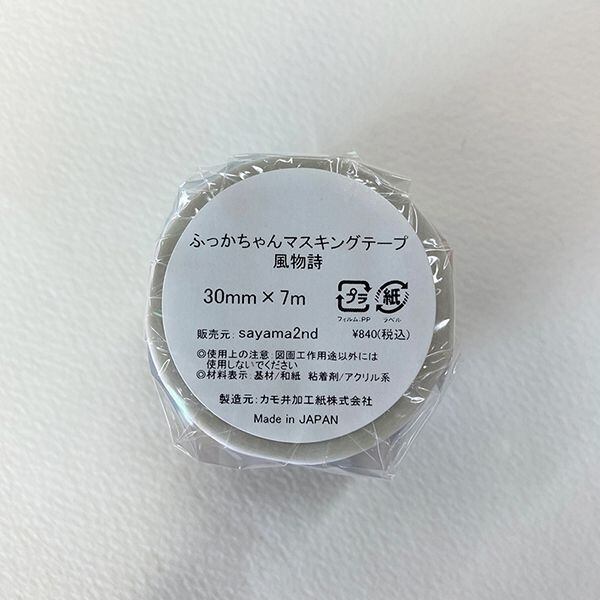 ふっかちゃんマスキングテープ
風物詩
30mm×7m
プラ
フィルム:PP
紙
ラベル
販売元:sayama2nd
¥840(税込)
◎使用上の注意:図画工作用途以外には
使用しないでください
◎材料表示:基材/和紙 粘着剤/アクリル系
製造元:カモ井加工紙株式会社
Made in JAPAN